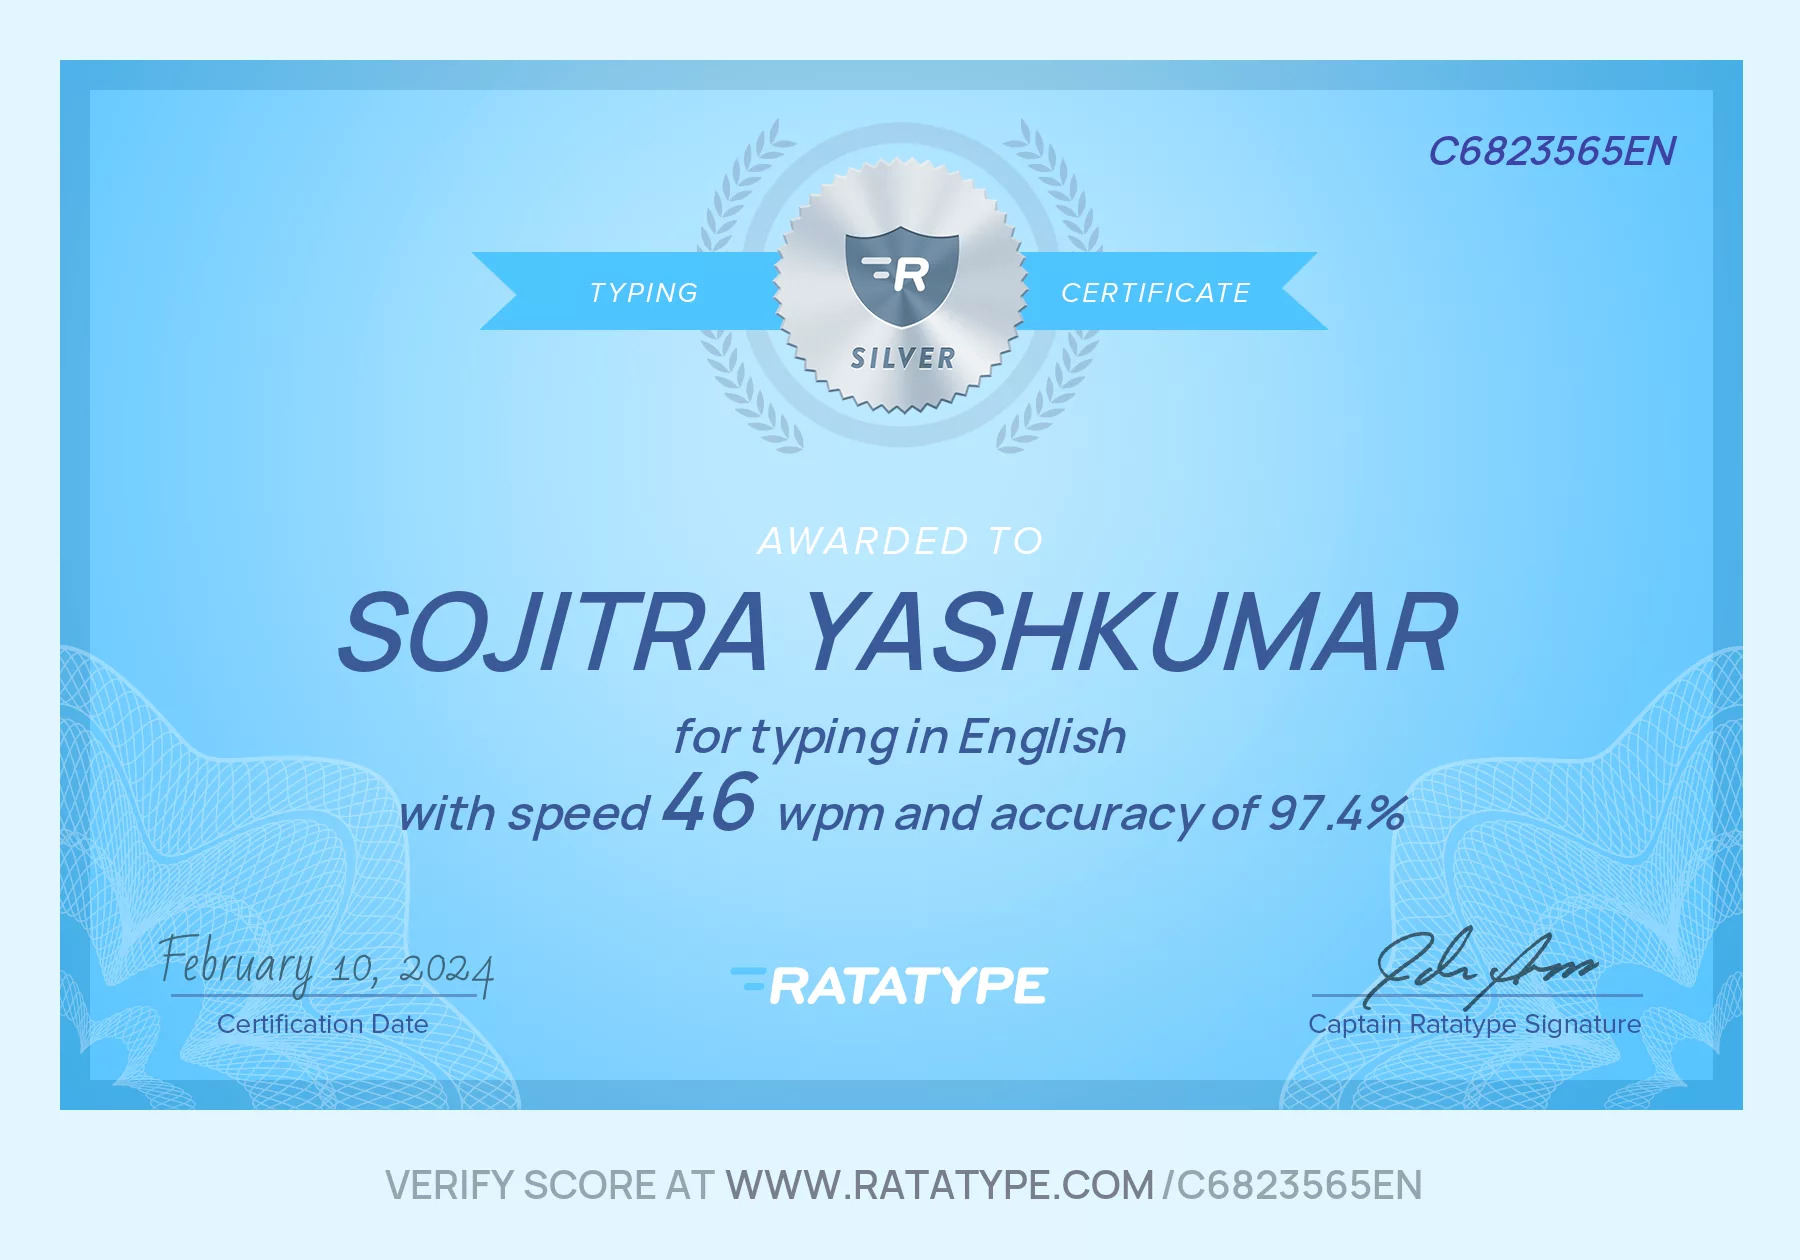 C6823565EN
TYPING
R
CERTIFICATE
SILVER
AWARDED TO
SOJITRA YASHKUMAR
for typing in English
with speed 46 wpm and accuracy of 97.4%
February 10, 2024
Certification Date
RATATYPE
Captain Ratatype Signature
VERIFY SCORE AT WWW.RATATYPE.COM/C6823565EN